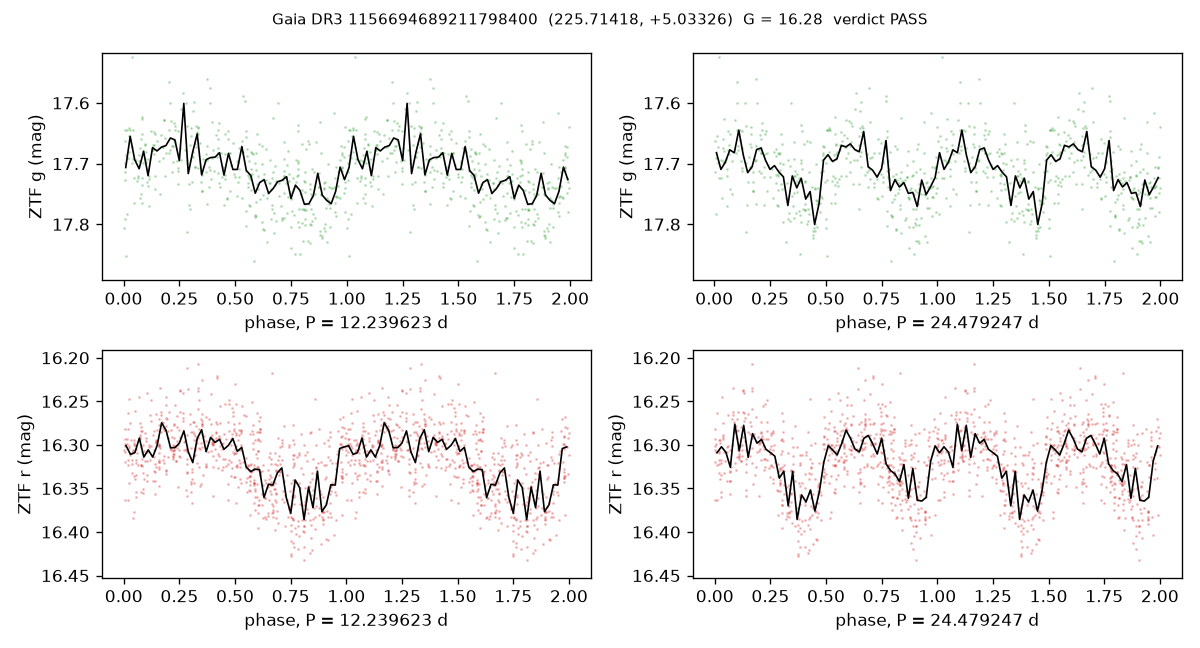 Gaia DR3 1156694689211798400  (225.71418, +5.03326)  G = 16.28  verdict PASS
ZTF g (mag)
17.6
17.7
17.8
0.00 0.25 0.50 0.75 1.00 1.25 1.50 1.75 2.00
phase, P = 12.239623 d
ZTF g (mag)
17.6
17.7
17.8
0.00 0.25 0.50 0.75 1.00 1.25 1.50 1.75 2.00
phase, P = 24.479247 d
ZTF r (mag)
16.20
16.25
16.30
16.35
16.40
16.45
0.00 0.25 0.50 0.75 1.00 1.25 1.50 1.75 2.00
phase, P = 12.239623 d
ZTF r (mag)
16.20
16.25
16.30
16.35
16.40
16.45
0.00 0.25 0.50 0.75 1.00 1.25 1.50 1.75 2.00
phase, P = 24.479247 d